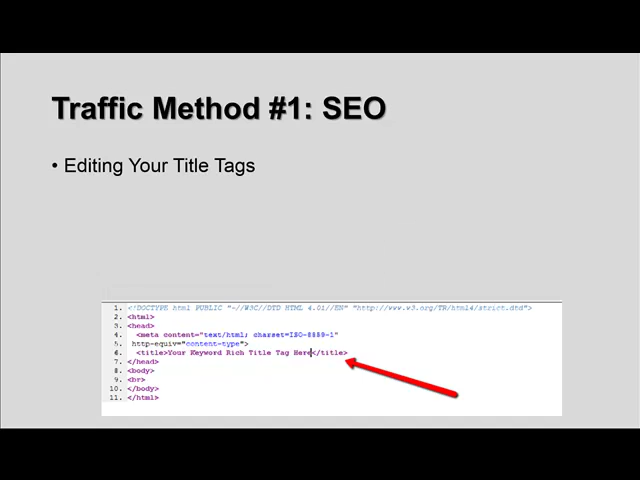 Traffic Method #1: SEO
• Editing Your Title Tags
1. <!DOCTYPE html PUBLIC "-//W3C//DTD HTML 4.01//EN" "http://www.w3.org/TR/html4/strict.dtd">
2. <html>
3. <head>
4. <meta content="text/html; charset=ISO-8859-1"
5. http-equiv="content-type">
6. <title>Your Keyword Rich Title Tag Here</title>
7. </head>
8. <body>
9. <br>
10. </body>
11. </html>